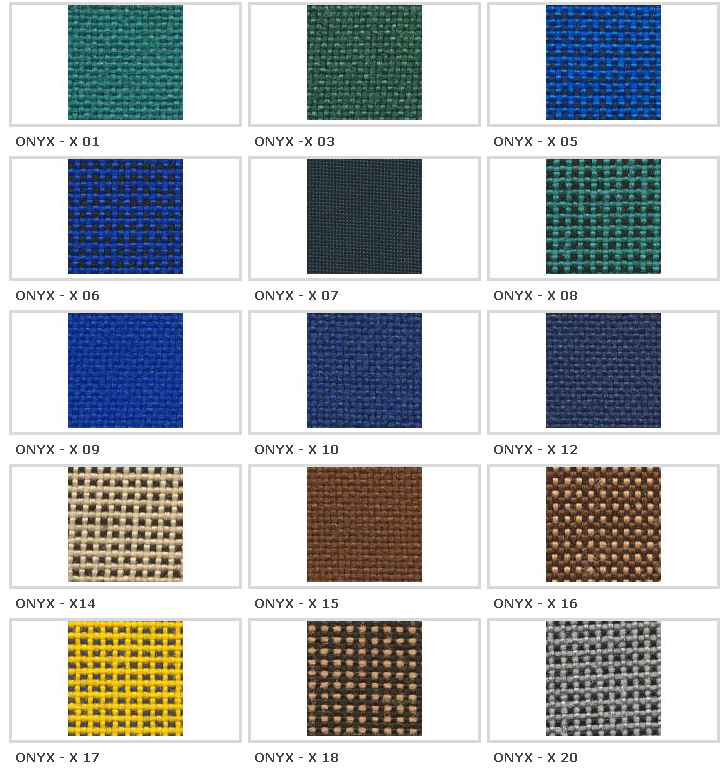 ONYX - X 01
ONYX -X 03
ONYX - X 05
ONYX - X 06
ONYX - X 07
ONYX - X 08
ONYX - X 09
ONYX - X 10
ONYX - X 12
ONYX - X14
ONYX - X 15
ONYX - X 16
ONYX - X 17
ONYX - X 18
ONYX - X 20